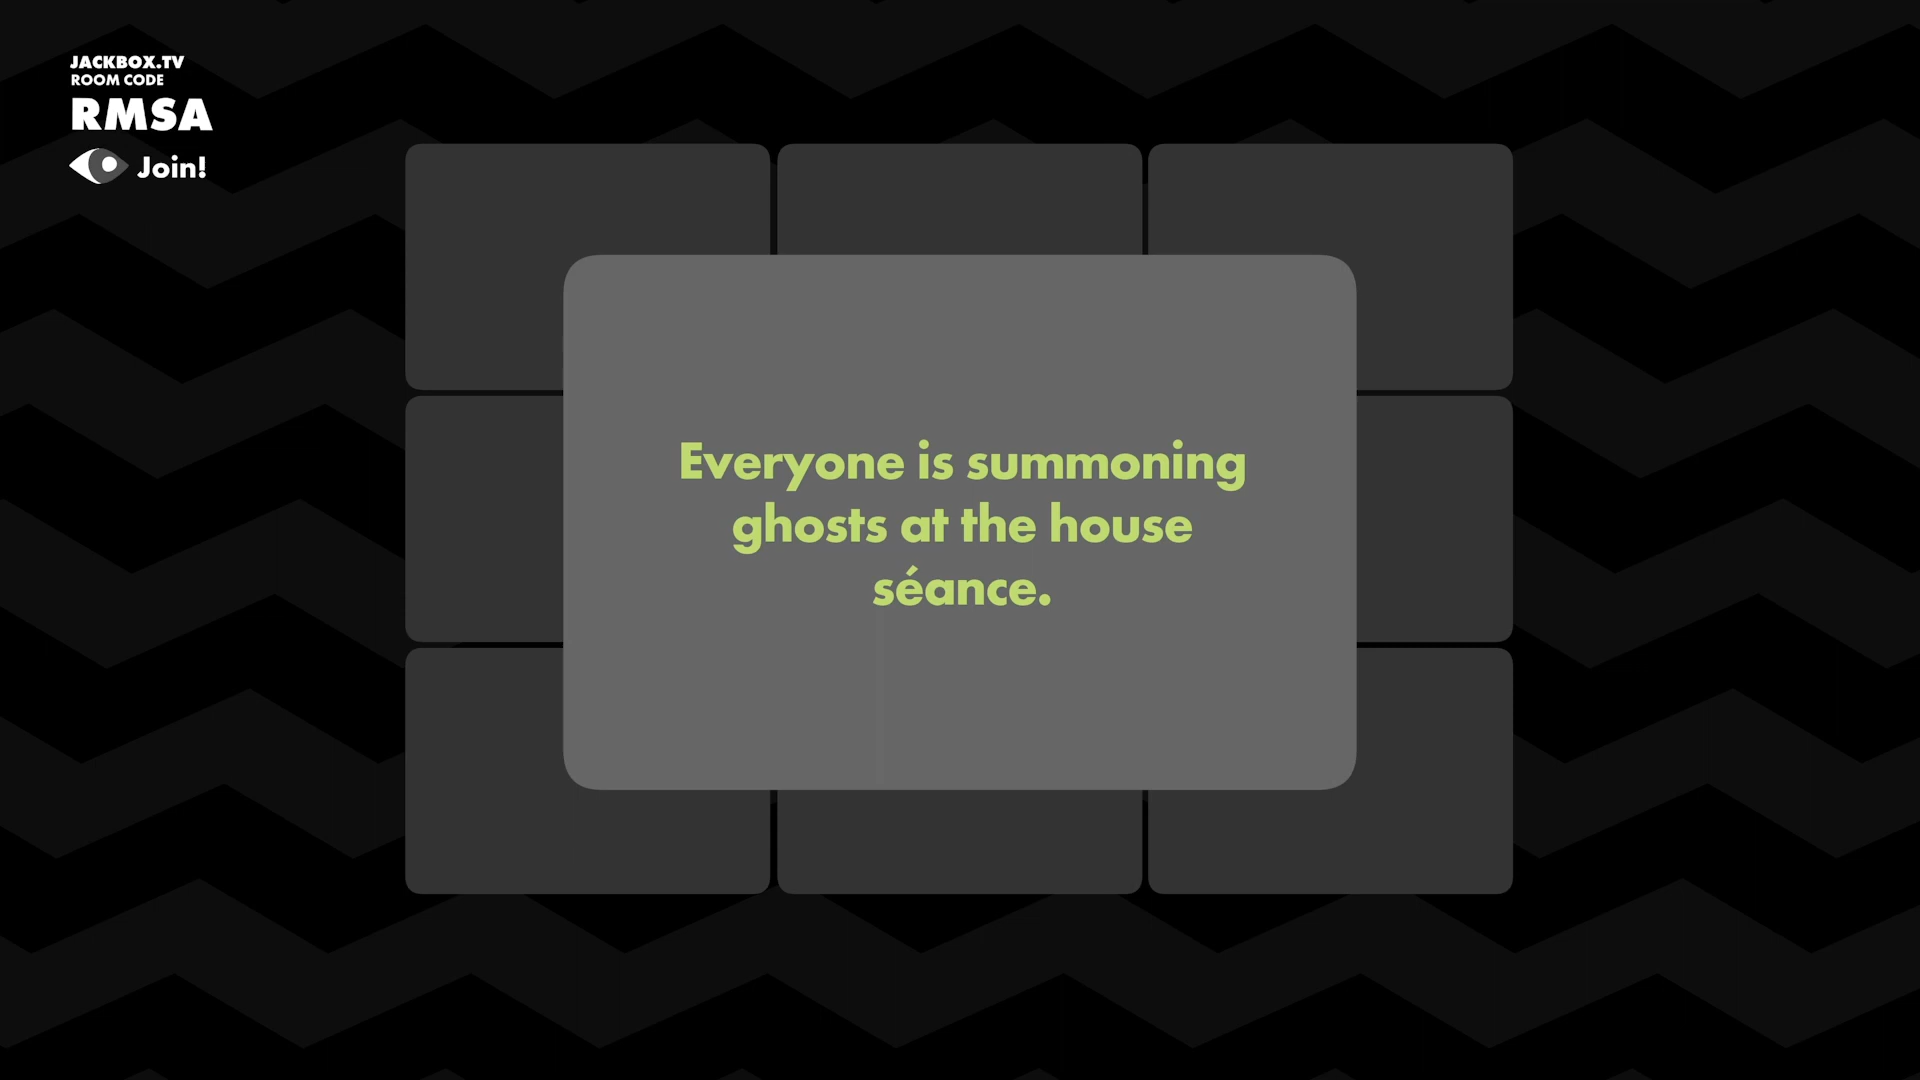 JACKBOX.TV
ROOM CODE
RMSA
Join!
Everyone is summoning
ghosts at the house
séance.